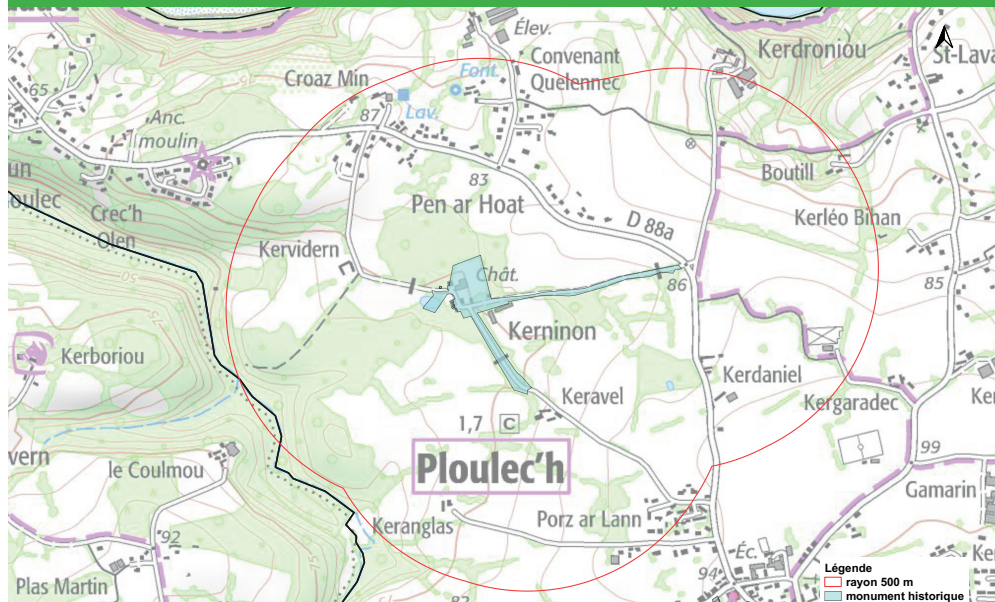 Élev.
Kerdroniou
St-Lava
Convenant
Quelennec
Croaz Min
Font.
65
Lav.
Anc.
moulin
87
83
Boutill
oulec
Pen ar Hoat
Crec'h
Olen
D 88a
Kerléo Bihan
Kervidern
Chât.
86
85
Kerninon
Kerboriou
Keravel
Kerdaniel
Kergaradec
1,7 C
99
vern
le Coulmou
Ploulec'h
Gamarin
Keranglas
Porz ar Lann
92
Éc.
94
Plas Martin
82
Légende
rayon 500 m
monument historique